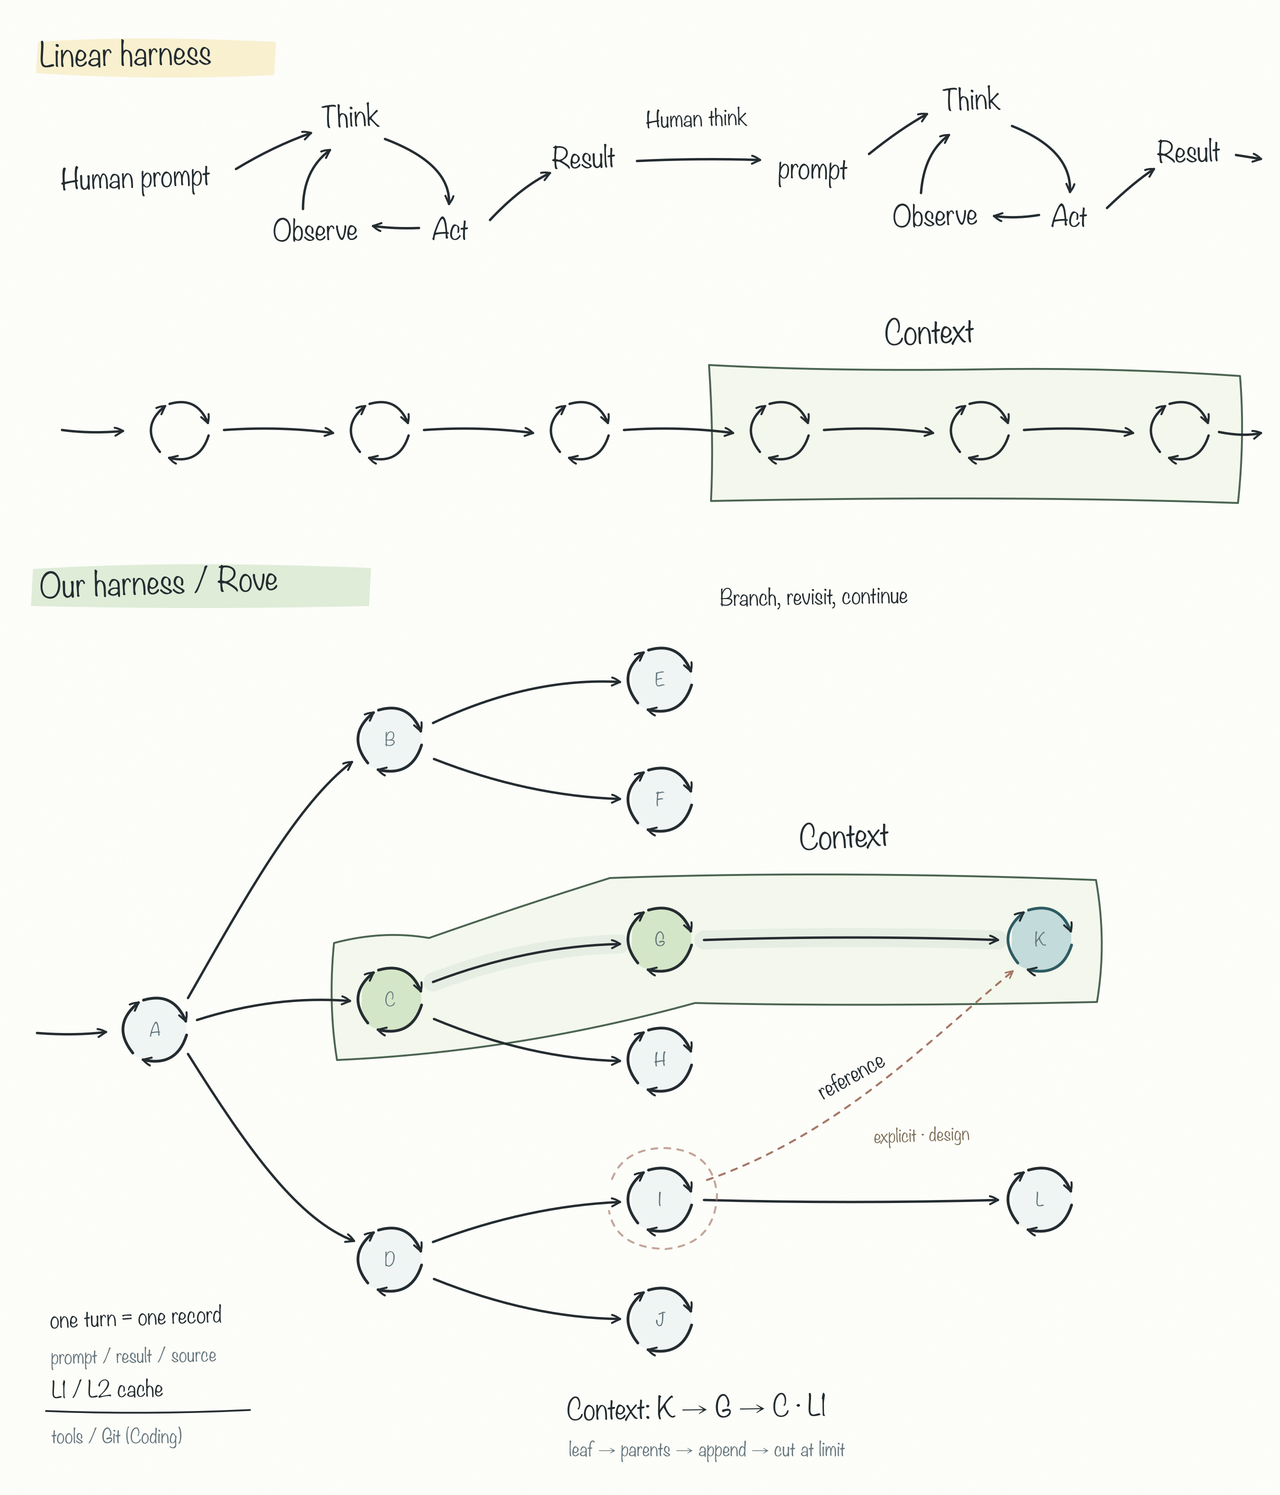 Linear harness
Human prompt
Think
Act
Observe
Result
Human think
prompt
Think
Act
Observe
Result
Context
Our harness / Rove
Branch, revisit, continue
E
B
F
Context
G
K
C
A
H
reference
explicit · design
I
L
D
J
one turn = one record
prompt / result / source
L1 / L2 cache
tools / Git (Coding)
Context: K → G → C · L1
leaf → parents → append → cut at limit